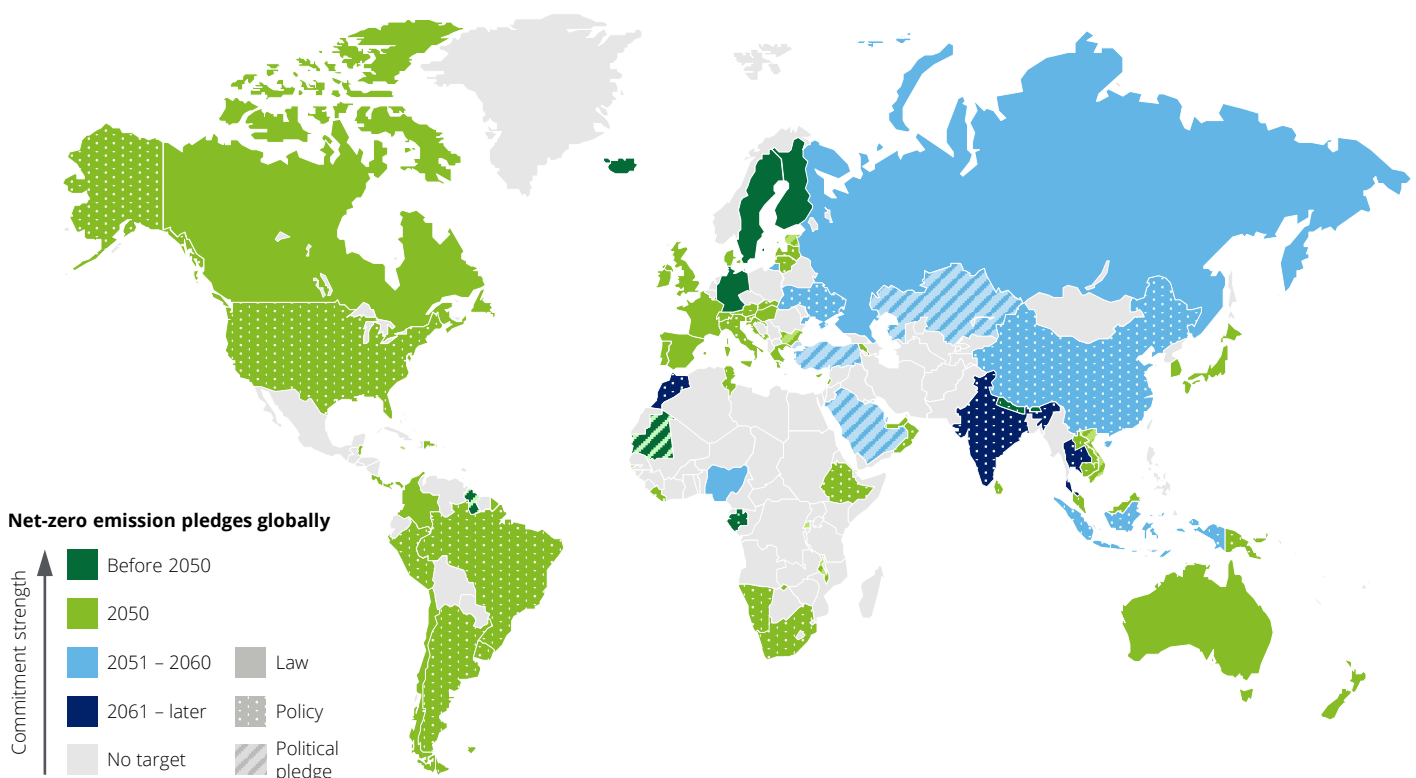 Net-zero emission pledges globally
Commitment strength
Before 2050
2050
2051 – 2060
2061 – later
No target
Law
Policy
Political
pledge